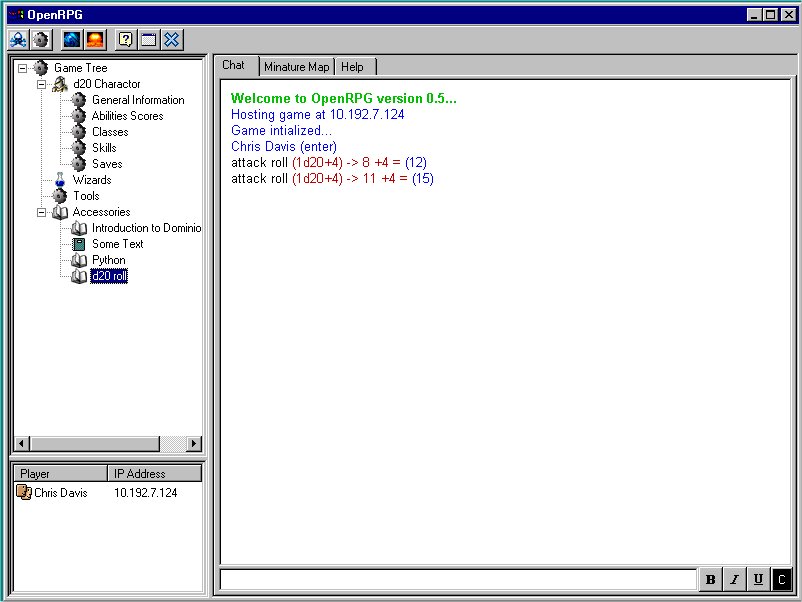 OpenRPG
Game Tree
d20 Charactor
General Information
Abilities Scores
Classes
Skills
Saves
Wizards
Tools
Accessories
Introduction to Dominio
Some Text
Python
d20 roll
Player IP Address
Chris Davis 10.192.7.124
Chat Minature Map Help
Welcome to OpenRPG version 0.5...
Hosting game at 10.192.7.124
Game intialized...
Chris Davis (enter)
attack roll (1d20+4) -> 8 +4 = (12)
attack roll (1d20+4) -> 11 +4 = (15)
B I U C